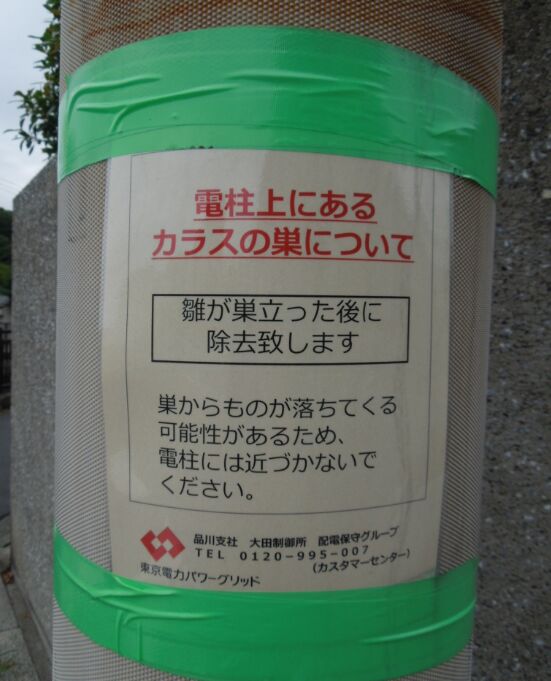 電柱上にある
カラスの巣について
雛が巣立った後に
除去致します
巣からものが落ちてくる
可能性があるため、
電柱には近づかないで
ください。
品川支社 大田制御所 配電保守グループ
TEL 0120-995-007
(カスタマーセンター)
東京電力パワーグリッド